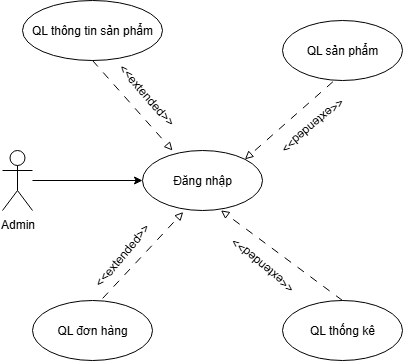 QL thông tin sản phẩm
QL sản phẩm
<<extended>>
<<extended>>
Đăng nhập
Admin
<<extended>>
<<extended>>
QL đơn hàng
QL thống kê